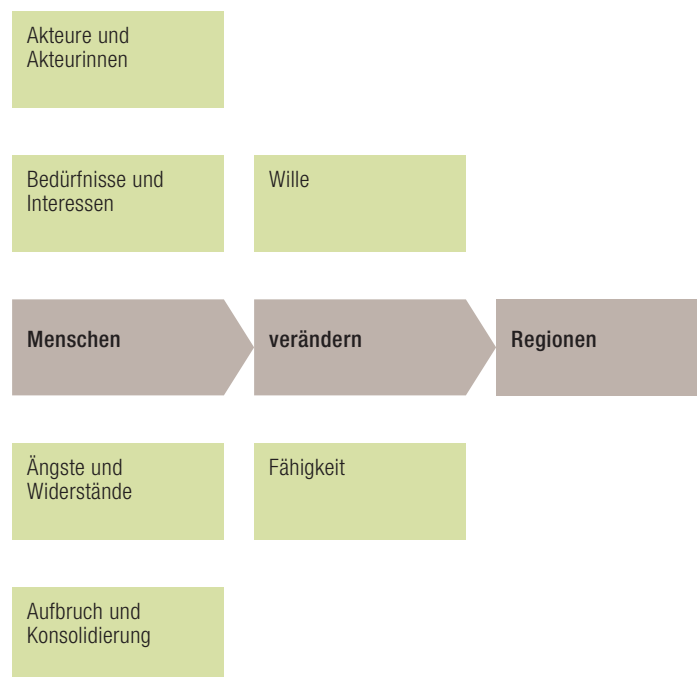 Akteure und
Akteurinnen
Bedürfnisse und
Interessen
Wille
Menschen
verändern
Regionen
Ängste und
Widerstände
Fähigkeit
Aufbruch und
Konsolidierung